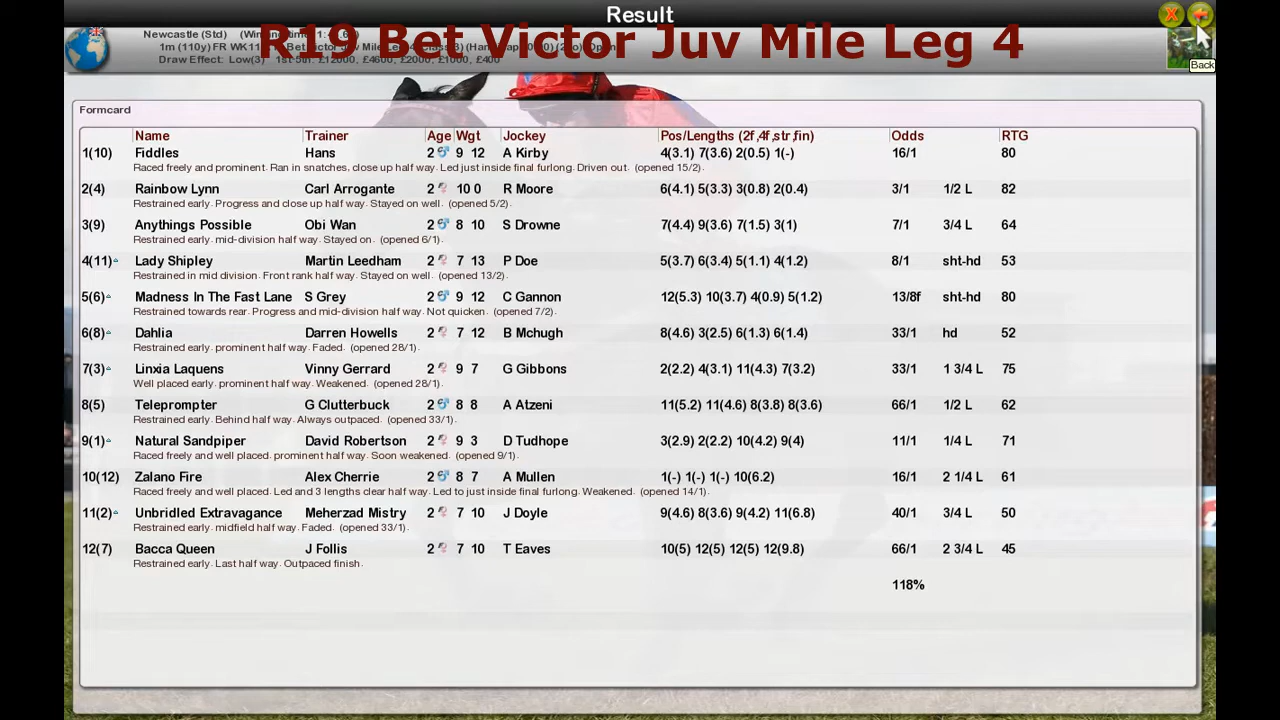 Result
R19 Bet Victor Juv Mile Leg 4
Newcastle (Std) (Winning time
1m (110y) FR WK11
Draw Effect: Low(3) 1st-5th: £12000, £4600, £2000, £1000, £400
Back
Formcard
Name Trainer Age Wgt Jockey Pos/Lengths (2f,4f,str,fin) Odds RTG
1(10) Fiddles Hans 2 9 12 A Kirby 4(3.1) 7(3.6) 2(0.5) 1(-) 16/1 80
Raced freely and prominent. Ran in snatches, close up half way. Led just inside final furlong. Driven out. (opened 15/2).
2(4) Rainbow Lynn Carl Arrogante 2 10 0 R Moore 6(4.1) 5(3.3) 3(0.8) 2(0.4) 3/1 1/2 L 82
Restrained early. Progress and close up half way. Stayed on well. (opened 5/2).
3(9) Anythings Possible Obi Wan 2 8 10 S Drowne 7(4.4) 9(3.6) 7(1.5) 3(1) 7/1 3/4 L 64
Restrained early. mid-division half way. Stayed on. (opened 6/1).
4(11) Lady Shipley Martin Leedham 2 7 13 P Doe 5(3.7) 6(3.4) 5(1.1) 4(1.2) 8/1 sht-hd 53
Restrained in mid division. Front rank half way. Stayed on well. (opened 13/2).
5(6) Madness In The Fast Lane S Grey 2 9 12 C Gannon 12(5.3) 10(3.7) 4(0.9) 5(1.2) 13/8f sht-hd 80
Restrained towards rear. Progress and mid-division half way. Not quicken. (opened 7/2).
6(8) Dahlia Darren Howells 2 7 12 B Mchugh 8(4.6) 3(2.5) 6(1.3) 6(1.4) 33/1 hd 52
Restrained early. prominent half way. Faded. (opened 28/1).
7(3) Linxia Laquens Vinny Gerrard 2 9 7 G Gibbons 2(2.2) 4(3.1) 11(4.3) 7(3.2) 33/1 1 3/4 L 75
Well placed early. prominent half way. Weakened. (opened 28/1).
8(5) Teleprompter G Clutterbuck 2 8 8 A Atzeni 11(5.2) 11(4.6) 8(3.8) 8(3.6) 66/1 1/2 L 62
Restrained early. Behind half way. Always outpaced. (opened 33/1).
9(1) Natural Sandpiper David Robertson 2 9 3 D Tudhope 3(2.9) 2(2.2) 10(4.2) 9(4) 11/1 1/4 L 71
Raced freely and well placed. prominent half way. Soon weakened. (opened 9/1).
10(12) Zalano Fire Alex Cherrie 2 8 7 A Mullen 1(-) 1(-) 1(-) 10(6.2) 16/1 2 1/4 L 61
Raced freely and well placed. Led and 3 lengths clear half way. Led to just inside final furlong. Weakened. (opened 14/1).
11(2) Unbridled Extravagance Meherzad Mistry 2 7 10 J Doyle 9(4.6) 8(3.6) 9(4.2) 11(6.8) 40/1 3/4 L 50
Restrained early. midfield half way. Faded. (opened 33/1).
12(7) Bacca Queen J Follis 2 7 10 T Eaves 10(5) 12(5) 12(5) 12(9.8) 66/1 2 3/4 L 45
Restrained early. Last half way. Outpaced finish.
118%